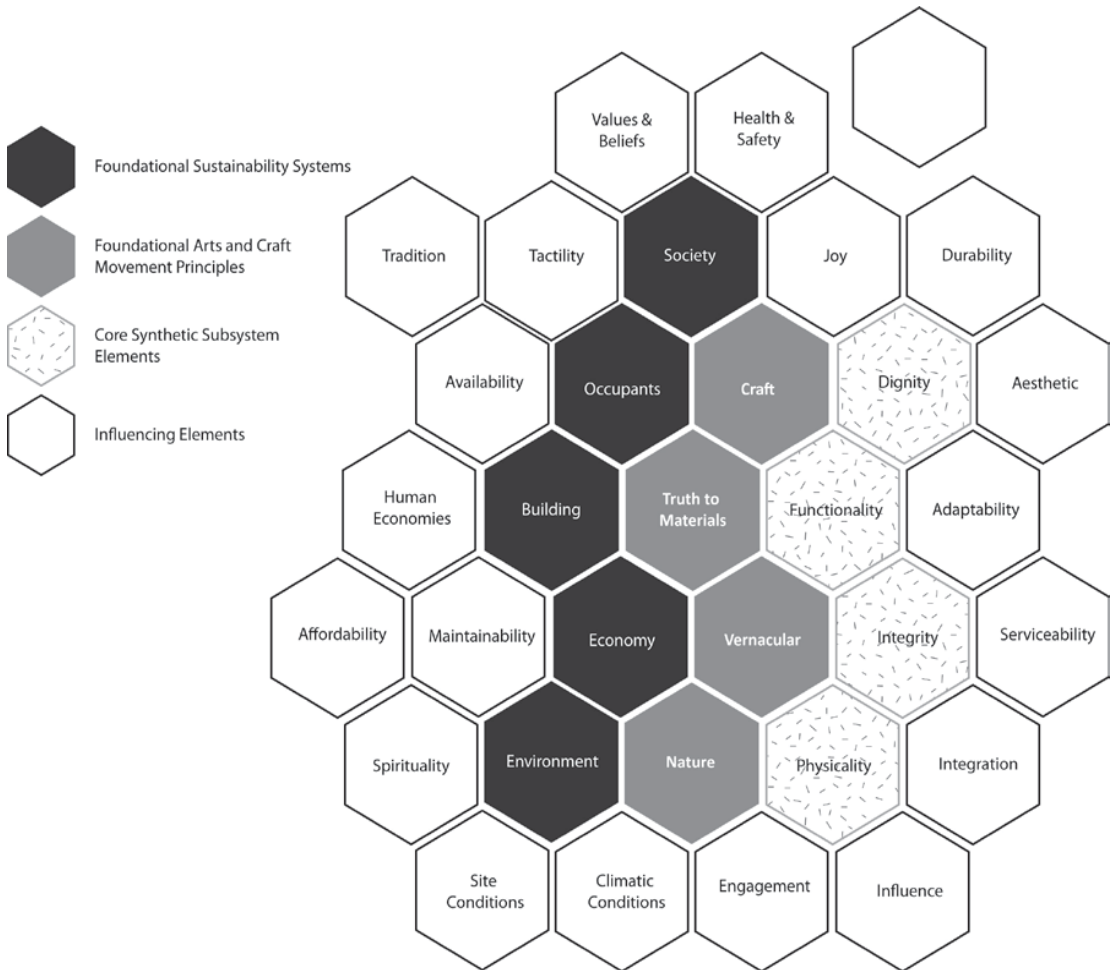 Foundational Sustainability Systems
Foundational Arts and Craft
Movement Principles
Core Synthetic Subsystem
Elements
Influencing Elements
Values &
Beliefs
Health &
Safety
Tradition
Tactility
Society
Joy
Durability
Availability
Occupants
Craft
Dignity
Aesthetic
Human
Economies
Building
Truth to
Materials
Functionality
Adaptability
Affordability
Maintainability
Economy
Vernacular
Integrity
Serviceability
Spirituality
Environment
Nature
Physicality
Integration
Site
Conditions
Climatic
Conditions
Engagement
Influence